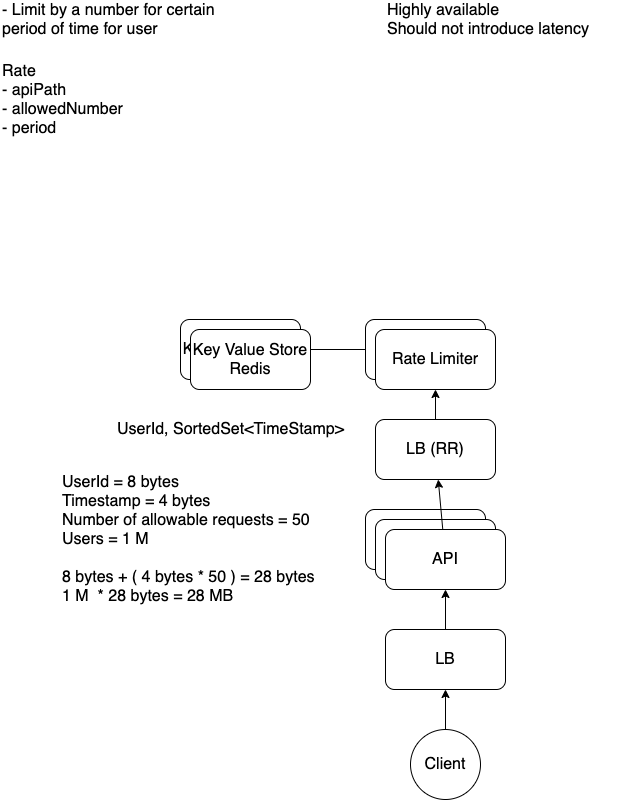 - Limit by a number for certain
period of time for user
Highly available
Should not introduce latency
Rate
- apiPath
- allowedNumber
- period
K
Key Value Store
Redis
Rate Limiter
UserId, SortedSet<TimeStamp>
LB (RR)
UserId = 8 bytes
Timestamp = 4 bytes
Number of allowable requests = 50
Users = 1 M
8 bytes + ( 4 bytes * 50 ) = 28 bytes
1 M  * 28 bytes = 28 MB
API
LB
Client